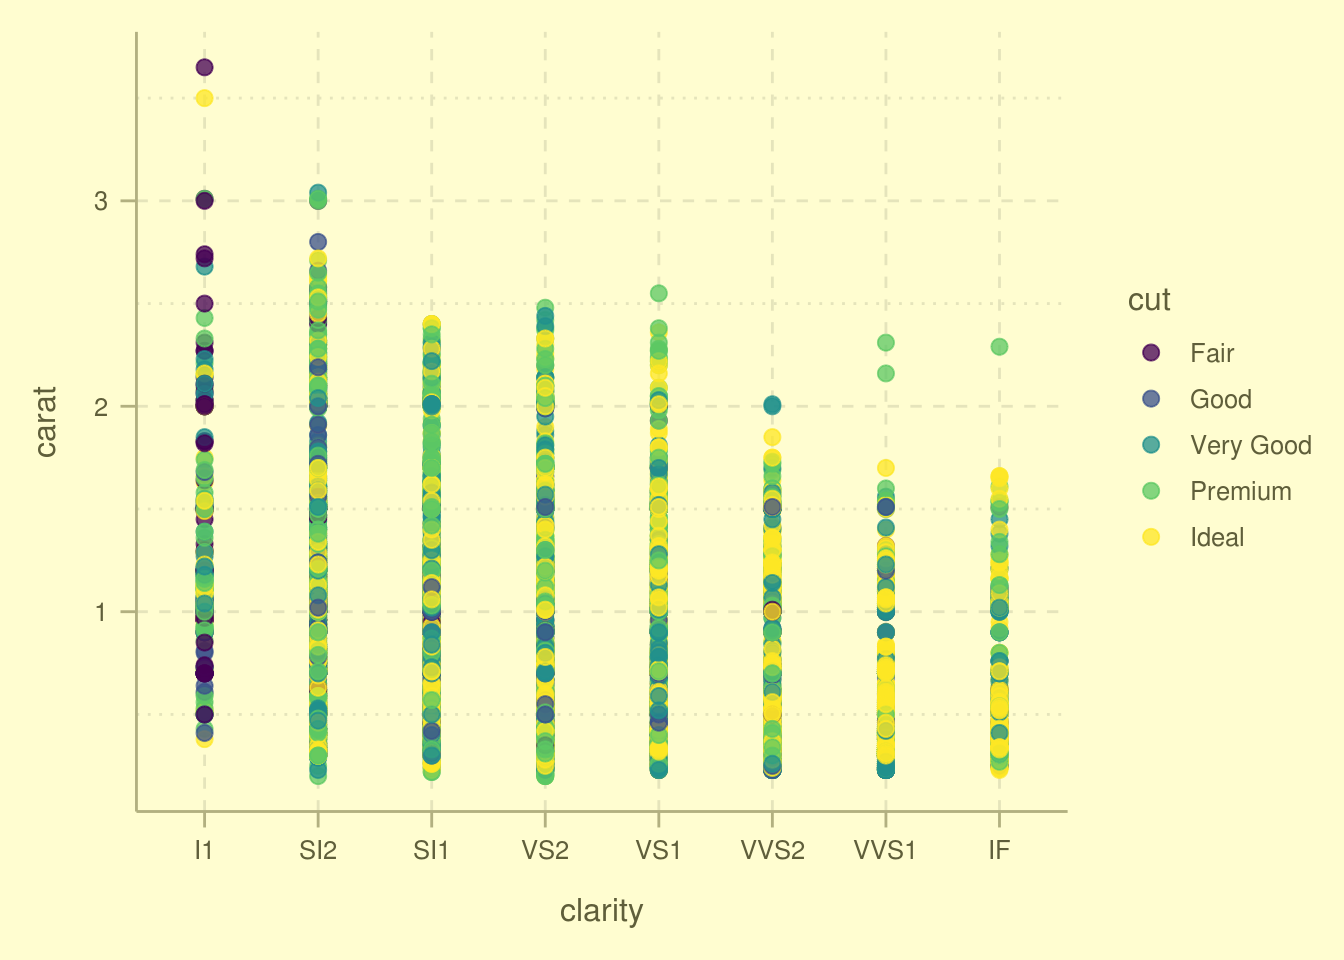 3
2
1
carat
I1
SI2
SI1
VS2
VS1
VVS2
VVS1
IF
clarity
cut
Fair
Good
Very Good
Premium
Ideal